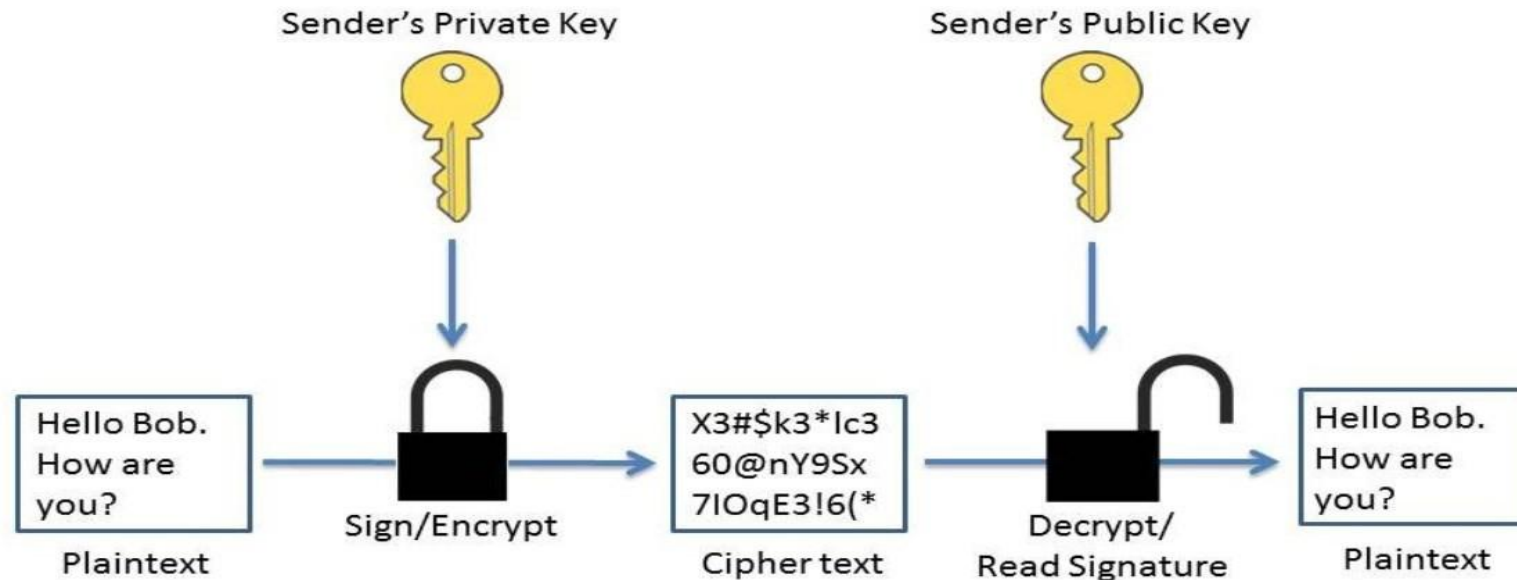 Sender’s Private Key
Sender’s Public Key
Hello Bob.
How are
you?
Plaintext
Sign/Encrypt
X3#$k3*Ic3
60@nY9Sx
7IOqE3!6(*
Cipher text
Decrypt/
Read Signature
Hello Bob.
How are
you?
Plaintext